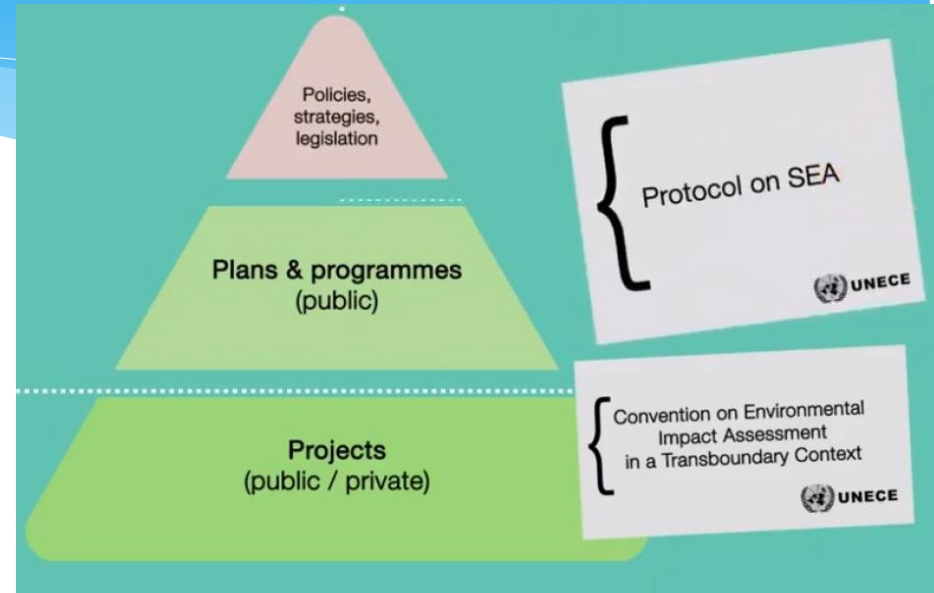 Policies,
strategies,
legislation
Protocol on SEA
UNECE
Plans & programmes
(public)
Projects
(public / private)
Convention on Environmental
Impact Assessment
in a Transboundary Context
UNECE